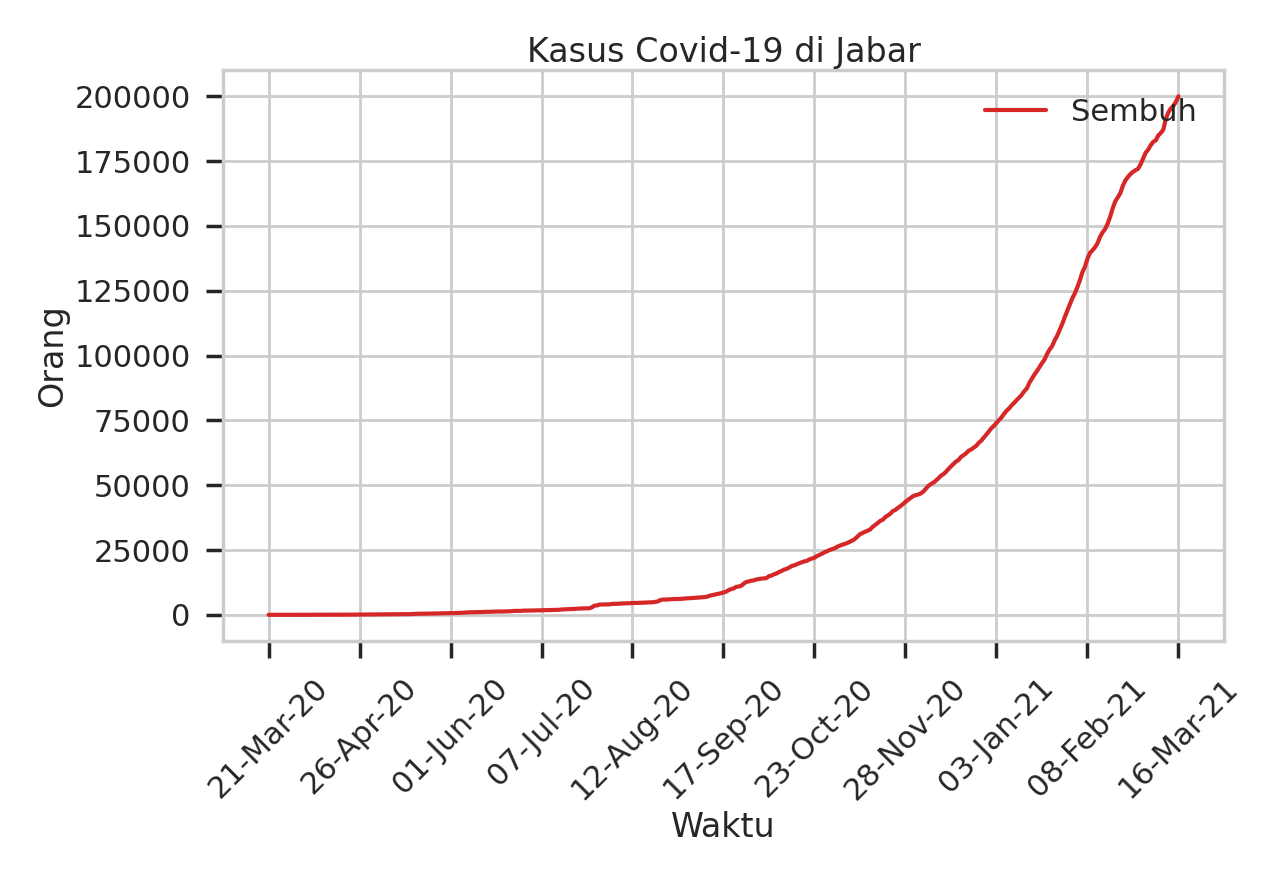 Kasus Covid-19 di Jabar
Sembuh
Orang
200000
175000
150000
125000
100000
75000
50000
25000
0
21-Mar-20
26-Apr-20
01-Jun-20
07-Jul-20
12-Aug-20
17-Sep-20
23-Oct-20
28-Nov-20
03-Jan-21
08-Feb-21
16-Mar-21
Waktu